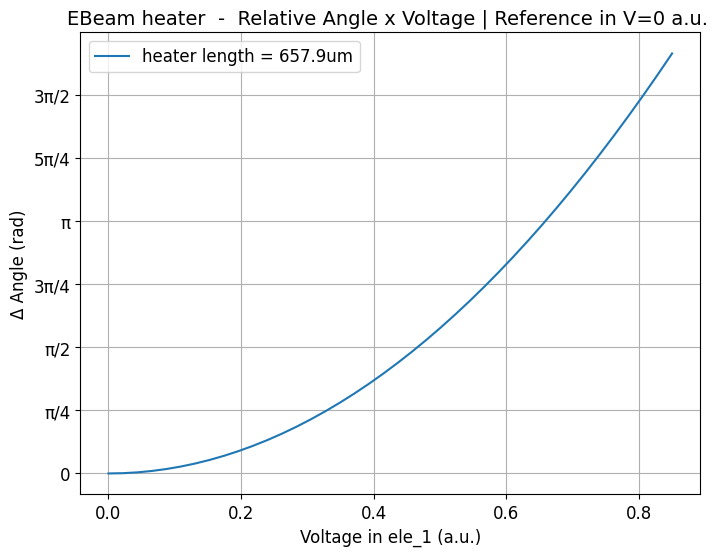 EBeam heater  -  Relative Angle x Voltage | Reference in V=0 a.u.
heater length = 657.9um
3π/2
5π/4
π
3π/4
π/2
π/4
0
Δ Angle (rad)
0.0 0.2 0.4 0.6 0.8
Voltage in ele_1 (a.u.)